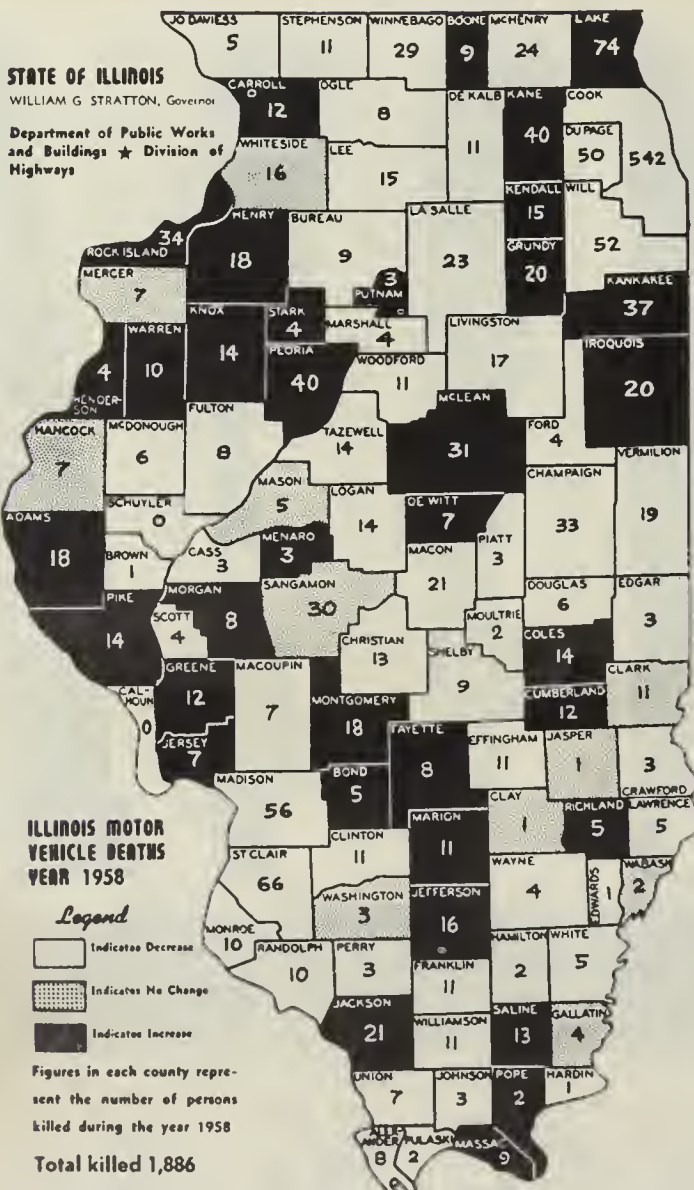 JO DAVIESS
5
STEPHENSON
11
WINNEBAGO
29
BOONE
9
MCHENRY
24
LAKE
74
STATE OF ILLINOIS
WILLIAM G STRATTON, Governor
Department of Public Works
and Buildings ★ Division of
Highways
CARROLL
12
OGLE
8
DE KALB
11
KANE
40
COOK
542
DU PAGE
50
WHITESIDE
16
LEE
15
KENDALL
15
WILL
52
ROCK ISLAND
34
HENRY
18
BUREAU
9
LA SALLE
23
GRUNDY
20
MERCER
7
PUTNAM
3
KANKAKEE
37
KNOX
14
STARK
4
MARSHALL
4
LIVINGSTON
17
IROQUOIS
20
HENDER-
SON
4
WARREN
10
PEORIA
40
WOODFORD
11
MCLEAN
31
FORD
4
HANCOCK
7
MCDONOUGH
6
FULTON
8
TAZEWELL
14
VERMILION
19
CHAMPAIGN
33
SCHUYLER
0
MASON
5
LOGAN
14
DE WITT
7
PIATT
3
ADAMS
18
BROWN
1
CASS
3
MENARD
3
MACON
21
PIKE
14
SCOTT
4
MORGAN
8
SANGAMON
30
CHRISTIAN
13
MOULTRIE
2
DOUGLAS
6
EDGAR
3
COLES
14
SHELBY
9
CLARK
11
CAL-
HOUN
0
GREENE
12
MACOUPIN
7
MONTGOMERY
18
CUMBERLAND
12
JERSEY
7
FAYETTE
8
EFFINGHAM
11
JASPER
1
3
CRAWFORD
MADISON
56
BOND
5
CLAY
1
RICHLAND
5
LAWRENCE
5
ILLINOIS MOTOR
VEHICLE DEATHS
YEAR 1958
ST CLAIR
66
CLINTON
11
MARION
11
WAYNE
4
EDWARDS
1
WABASH
2
WASHINGTON
3
JEFFERSON
16
MONROE
10
RANDOLPH
10
PERRY
3
FRANKLIN
11
HAMILTON
2
WHITE
5
JACKSON
21
WILLIAMSON
11
SALINE
13
GALLATIN
4
UNION
7
JOHNSON
3
POPE
2
HARDIN
1
ANDER
8
PULASKI
2
MASSA
9
Legend
Indicates Decrease
Indicates No Change
Indicates Increase
Figures in each county repre-
sent the number of persons
killed during the year 1958
Total killed 1,886